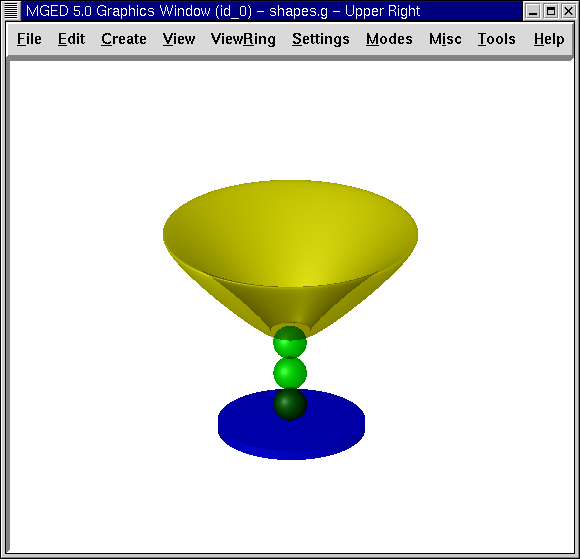 MGED 5.0 Graphics Window (id_0) – shapes.g – Upper Right
File Edit Create View ViewRing Settings Modes Misc Tools Help